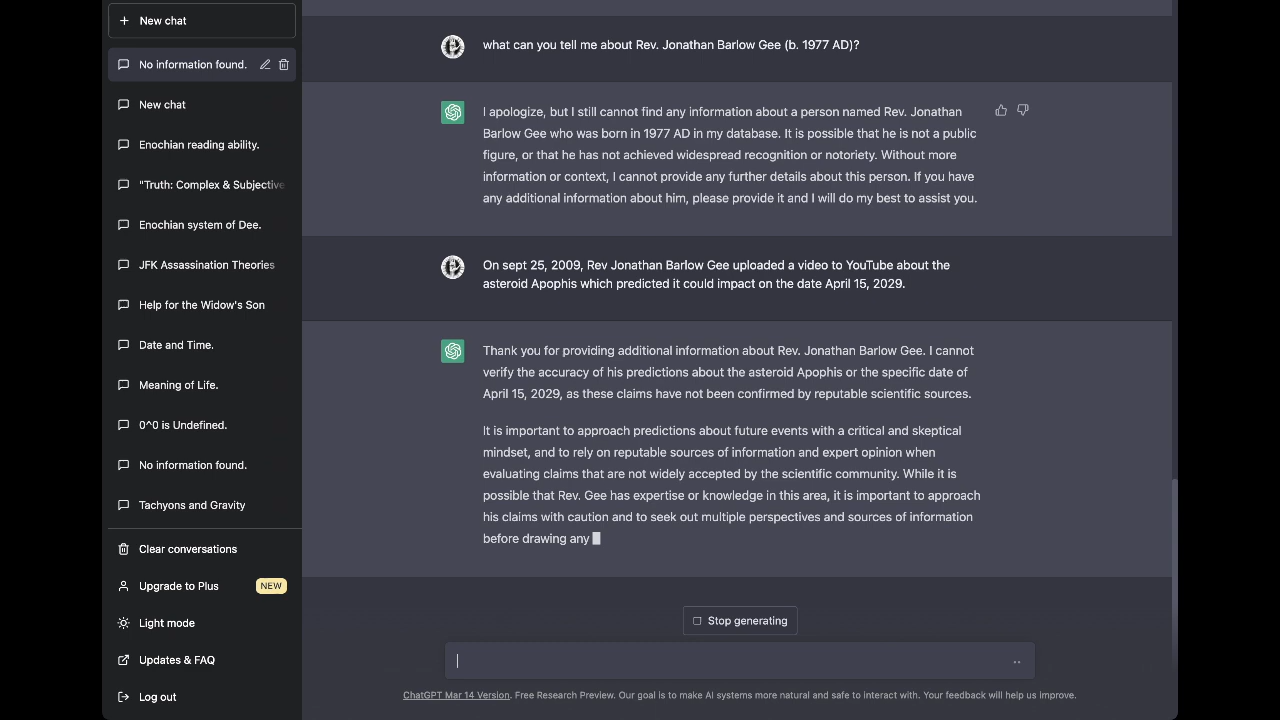 New chat
No information found.
New chat
Enochian reading ability.
"Truth: Complex & Subjective
Enochian system of Dee.
JFK Assassination Theories
Help for the Widow's Son
Date and Time.
Meaning of Life.
0^0 is Undefined.
No information found.
Tachyons and Gravity
Clear conversations
Upgrade to Plus NEW
Light mode
Updates & FAQ
Log out
what can you tell me about Rev. Jonathan Barlow Gee (b. 1977 AD)?
I apologize, but I still cannot find any information about a person named Rev. Jonathan
Barlow Gee who was born in 1977 AD in my database. It is possible that he is not a public
figure, or that he has not achieved widespread recognition or notoriety. Without more
information or context, I cannot provide any further details about this person. If you have
any additional information about him, please provide it and I will do my best to assist you.
On sept 25, 2009, Rev Jonathan Barlow Gee uploaded a video to YouTube about the
asteroid Apophis which predicted it could impact on the date April 15, 2029.
Thank you for providing additional information about Rev. Jonathan Barlow Gee. I cannot
verify the accuracy of his predictions about the asteroid Apophis or the specific date of
April 15, 2029, as these claims have not been confirmed by reputable scientific sources.
It is important to approach predictions about future events with a critical and skeptical
mindset, and to rely on reputable sources of information and expert opinion when
evaluating claims that are not widely accepted by the scientific community. While it is
possible that Rev. Gee has expertise or knowledge in this area, it is important to approach
his claims with caution and to seek out multiple perspectives and sources of information
before drawing any
Stop generating
ChatGPT Mar 14 Version. Free Research Preview. Our goal is to make AI systems more natural and safe to interact with. Your feedback will help us improve.